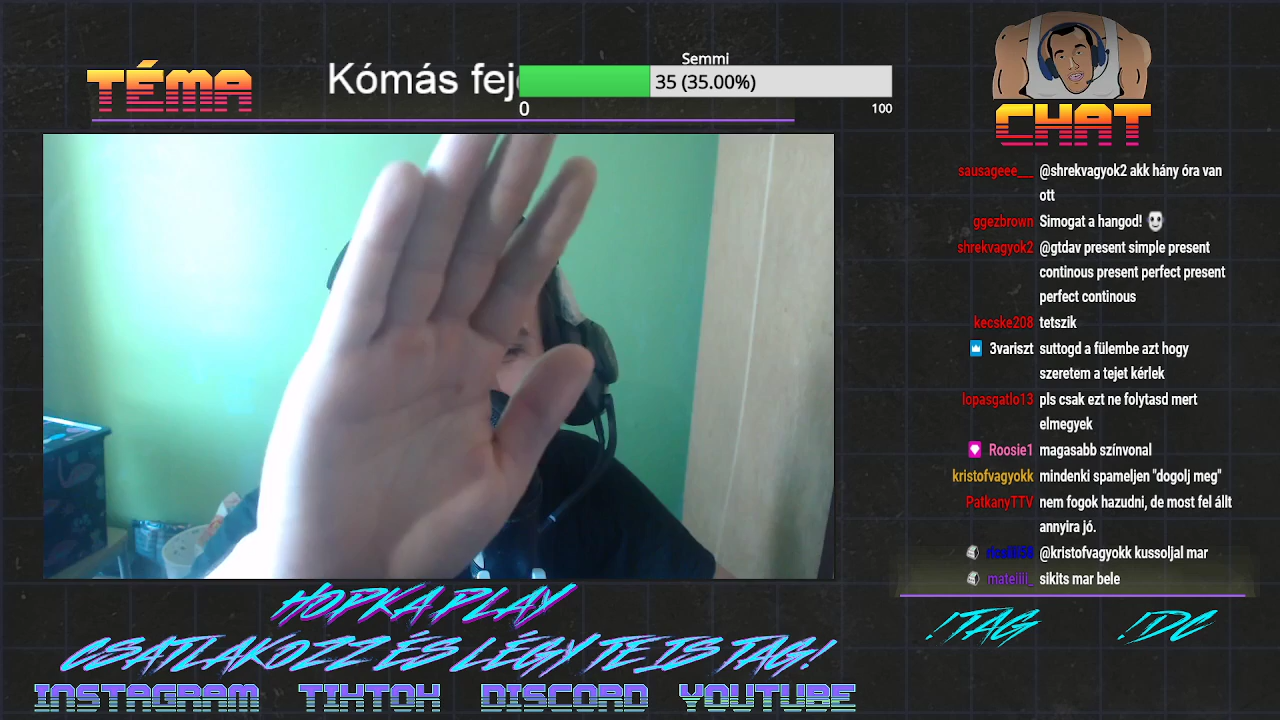 TÉMA
Kómás fej
Semmi
35 (35.00%)
0
100
CHAT
sausageee__ @shrekvagyok2 akk hány óra van
ott
ggezbrown Simogat a hangod!
shrekvagyok2 @gtdav present simple present
continous present perfect present
perfect continous
kecske208 tetszik
3variszt suttogd a fülembe azt hogy
szeretem a tejet kérlek
lopasgatlo13 pls csak ezt ne folytasd mert
elmegyek
Roosie1 magasabb színvonal
kristofvagyokk mindenki spameljen "dogolj meg"
PatkanyTTV nem fogok hazudni, de most fel állt
annyira jó.
@kristofvagyokk kussoljal mar
mateiiii_ sikits mar bele
!TAG
!DC
HOPKA PLAY
CSATLAKOZZ ÉS LÉGY TE IS TAG!
INSTAGRAM TIKTOK DISCORD YOUTUBE